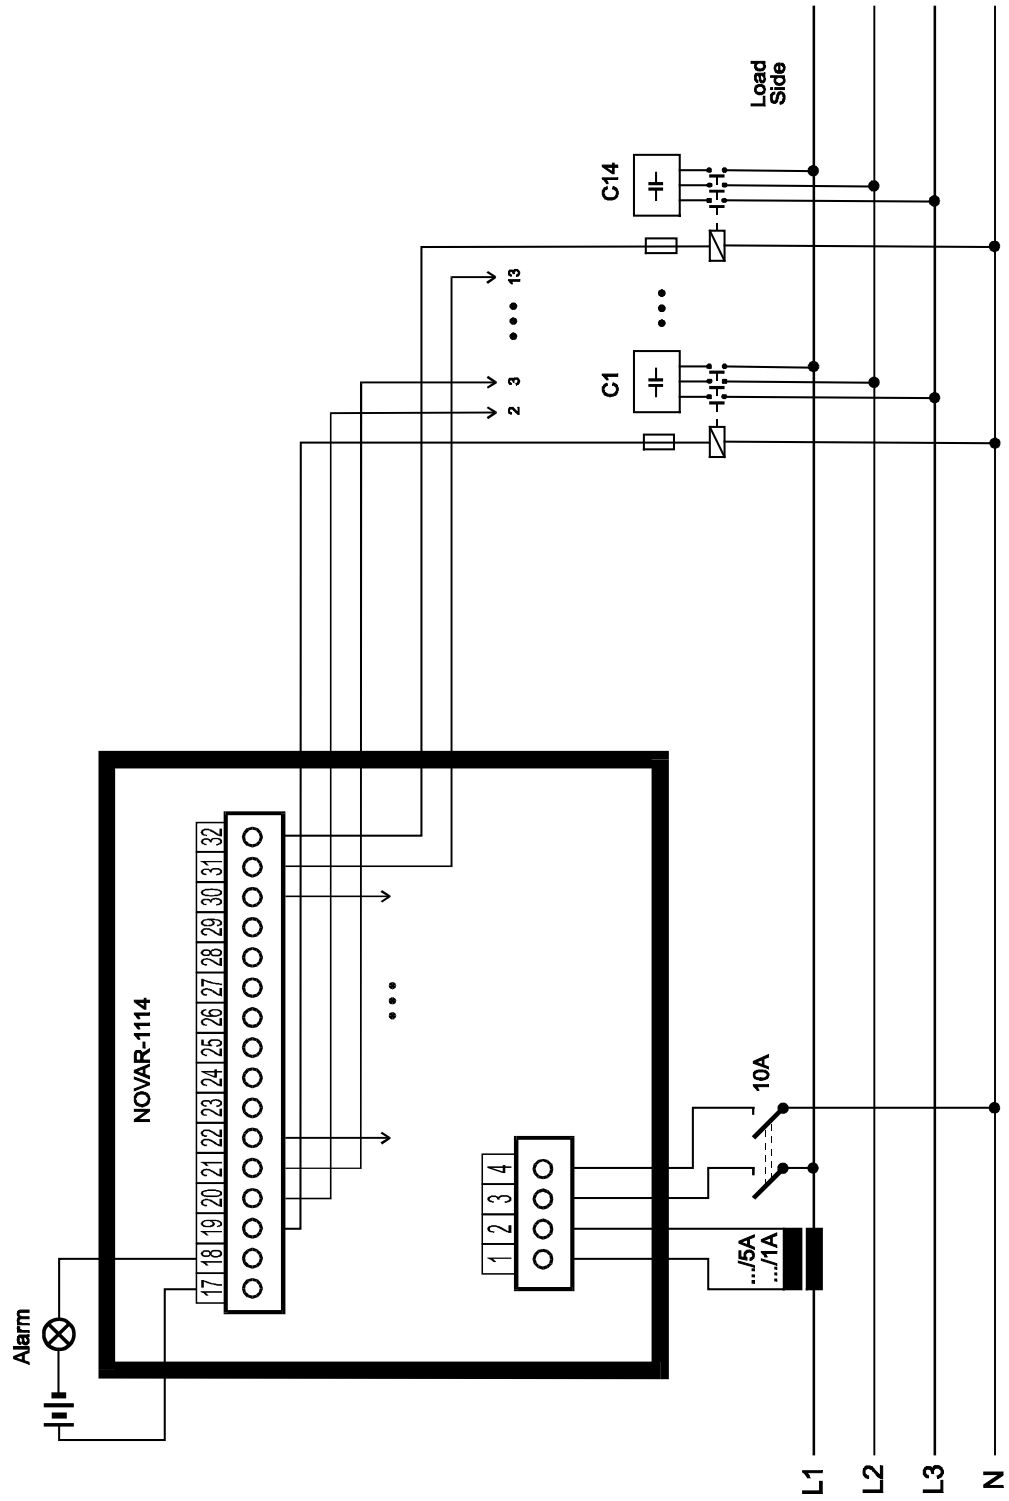 Alarm
NOVAR-1114
17 18 19 20 21 22 23 24 25 26 27 28 29 30 31 32
1 2 3 4
.../5A
.../1A
10A
2 3 13
C1
C14
Load
Side
L1
L2
L3
N